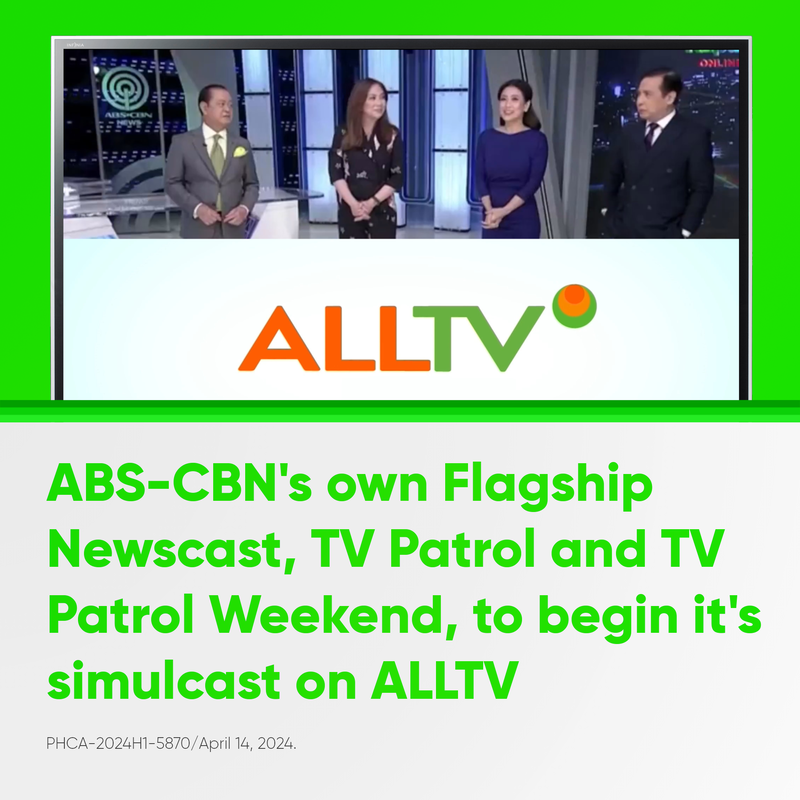 ABS-CBN
NEWS
ONLINE
ALLTV
ABS-CBN's own Flagship
Newscast, TV Patrol and TV
Patrol Weekend, to begin it's
simulcast on ALLTV
PHCA-2024H1-5870/April 14, 2024.